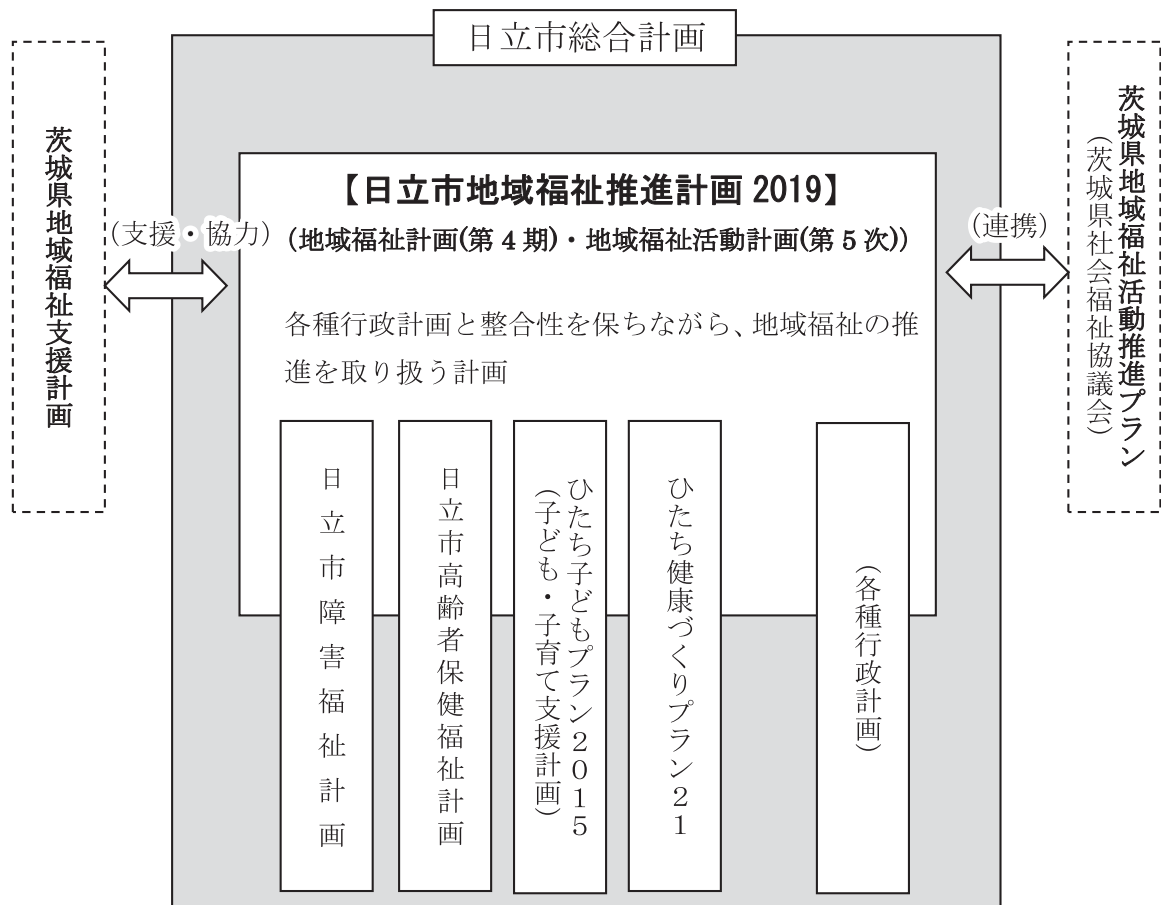 日立市総合計画
茨城県地域福祉支援計画
(支援・協力)
【日立市地域福祉推進計画 2019】
(地域福祉計画(第 4 期)・地域福祉活動計画(第 5 次))
各種行政計画と整合性を保ちながら、地域福祉の推
進を取り扱う計画
(連携)
茨城県地域福祉活動推進プラン
(茨城県社会福祉協議会)
日立市障害福祉計画
日立市高齢者保健福祉計画
ひたち子どもプラン2015
(子ども・子育て支援計画)
ひたち健康づくりプラン21
(各種行政計画)